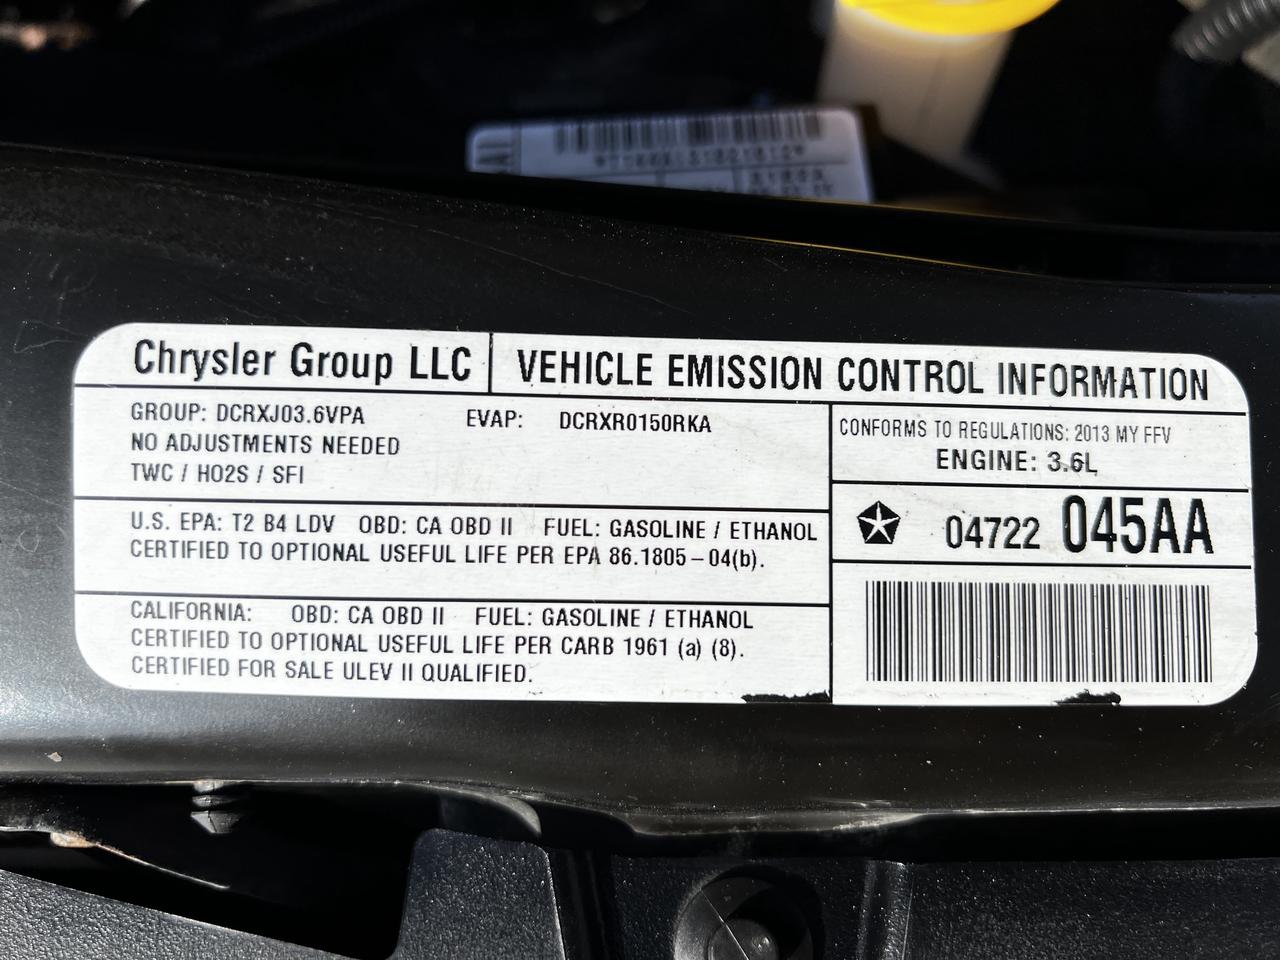 Chrysler Group LLC
VEHICLE EMISSION CONTROL INFORMATION
GROUP: DCRXJ03.6VPA EVAP: DCRXR0150RKA
NO ADJUSTMENTS NEEDED
TWC / HO2S / SFI
CONFORMS TO REGULATIONS: 2013 MY FFV
ENGINE: 3.6L
04722 045AA
U.S. EPA: T2 B4 LDV OBD: CA OBD II FUEL: GASOLINE / ETHANOL
CERTIFIED TO OPTIONAL USEFUL LIFE PER EPA 86.1805-04(b).
CALIFORNIA: OBD: CA OBD II FUEL: GASOLINE / ETHANOL
CERTIFIED TO OPTIONAL USEFUL LIFE PER CARB 1961 (a) (8).
CERTIFIED FOR SALE ULEV II QUALIFIED.